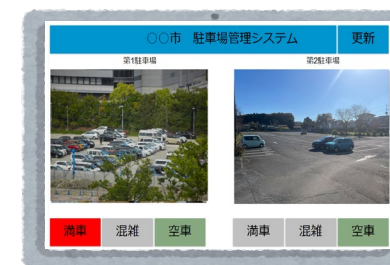 ○○市　駐車場管理システム
更新
第1駐車場
第2駐車場
満車
混雑
空車
満車
混雑
空車